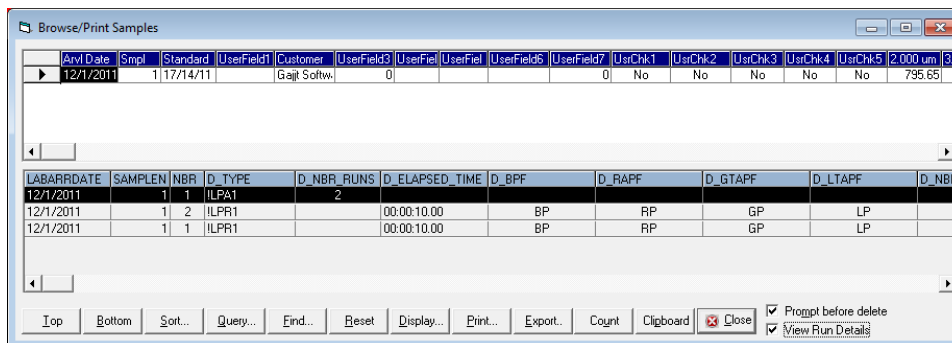 Browse/Print Samples
Arvl Date Smpl Standard UserField1 Customer UserField3 UserFiel UserFiel UserField6 UserField7 UsrChk1 UsrChk2 UsrChk3 UsrChk4 UsrChk5 2.000 um 3.
12/1/2011 1 17/14/11 Gajjt Softw. 0 0 No No No No No 795.65
LABARRDATE SAMPLEN NBR D_TYPE D_NBR_RUNS D_ELAPSED_TIME D_BPF D_RAPF D_GTAPF D_LTAPF D_NB
12/1/2011 1 1 !LPA1 2
12/1/2011 1 2 !LPR1 00:00:10.00 BP RP GP LP
12/1/2011 1 1 !LPR1 00:00:10.00 BP RP GP LP
Top Bottom Sort... Query... Find... Reset Display... Print... Export.. Count Clipboard Close Prompt before delete
View Run Details